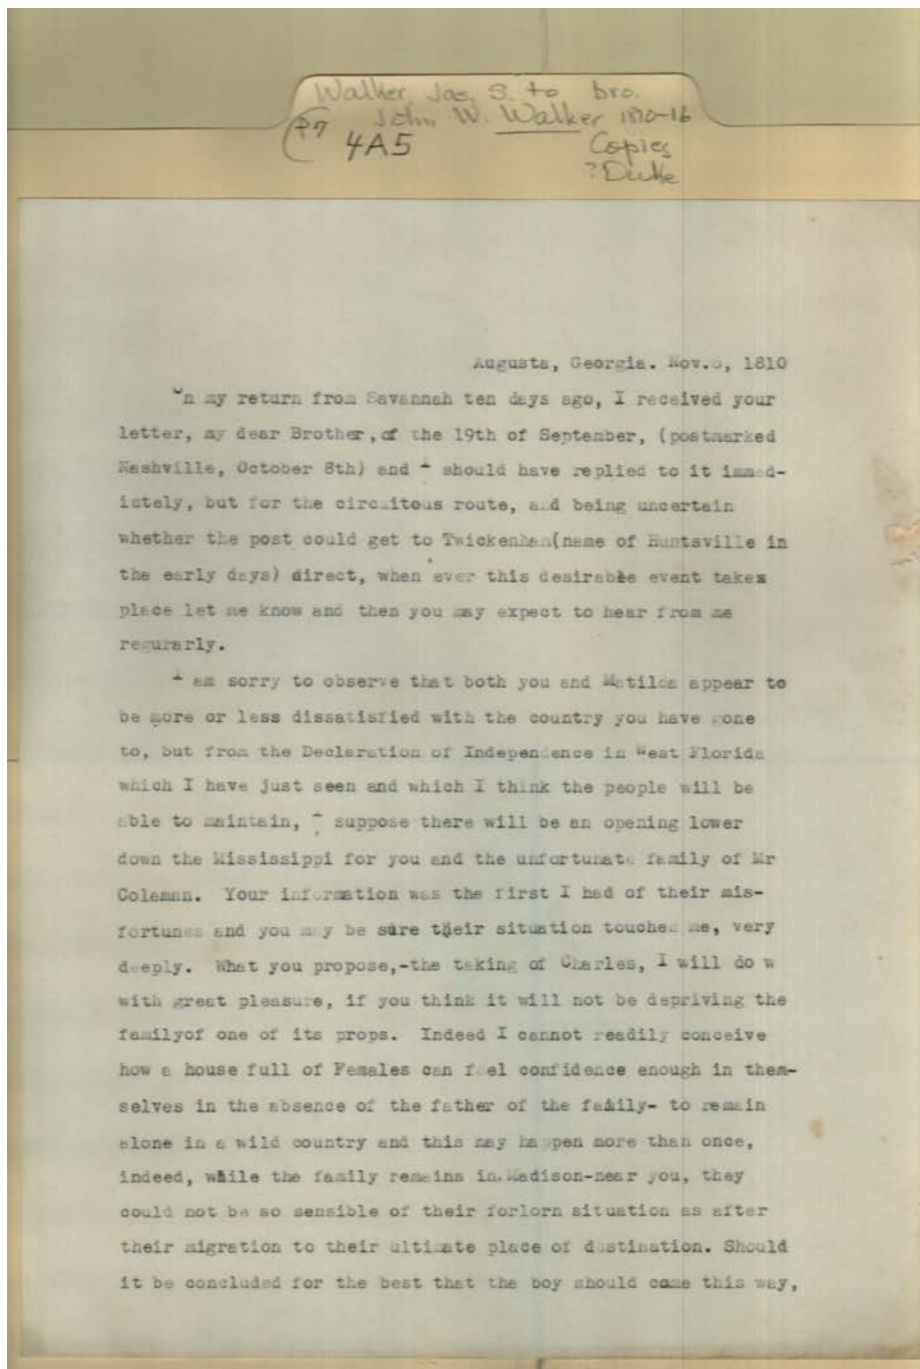 Walker, Jas. S. to bro.
John W. Walker 1810-16
P7
4A5
Copies
?Duke
Augusta, Georgia. Nov. , 1810
On my return from Savannah ten days ago, I received your
letter, my dear Brother, of the 19th of September, (postmarked
Nashville, October 8th) and I should have replied to it immed-
iately, but for the circuitous route, and being uncertain
whether the post could get to Twickenham(name of Huntsville in
the early days) direct, when ever this desirable event takes
place let me know and then you may expect to hear from me
regurarly.
I am sorry to observe that both you and Matilda appear to
be more or less dissatisfied with the country you have gone
to, but from the Declaration of Independence in West Florida
which I have just seen and which I think the people will be
able to maintain, I suppose there will be an opening lower
down the Mississippi for you and the unfortunate family of Mr
Coleman. Your information was the first I had of their mis-
fortunes and you may be sure their situation touches me, very
deeply. What you propose,-the taking of Charles, I will do w
with great pleasure, if you think it will not be depriving the
familyof one of its props. Indeed I cannot readily conceive
how a house full of Females can feel confidence enough in them-
selves in the absence of the father of the family- to remain
alone in a wild country and this may happen more than once,
indeed, while the family remains in Madison-near you, they
could not be so sensible of their forlorn situation as after
their migration to their ultimate place of destination. Should
it be concluded for the best that the boy should come this way,